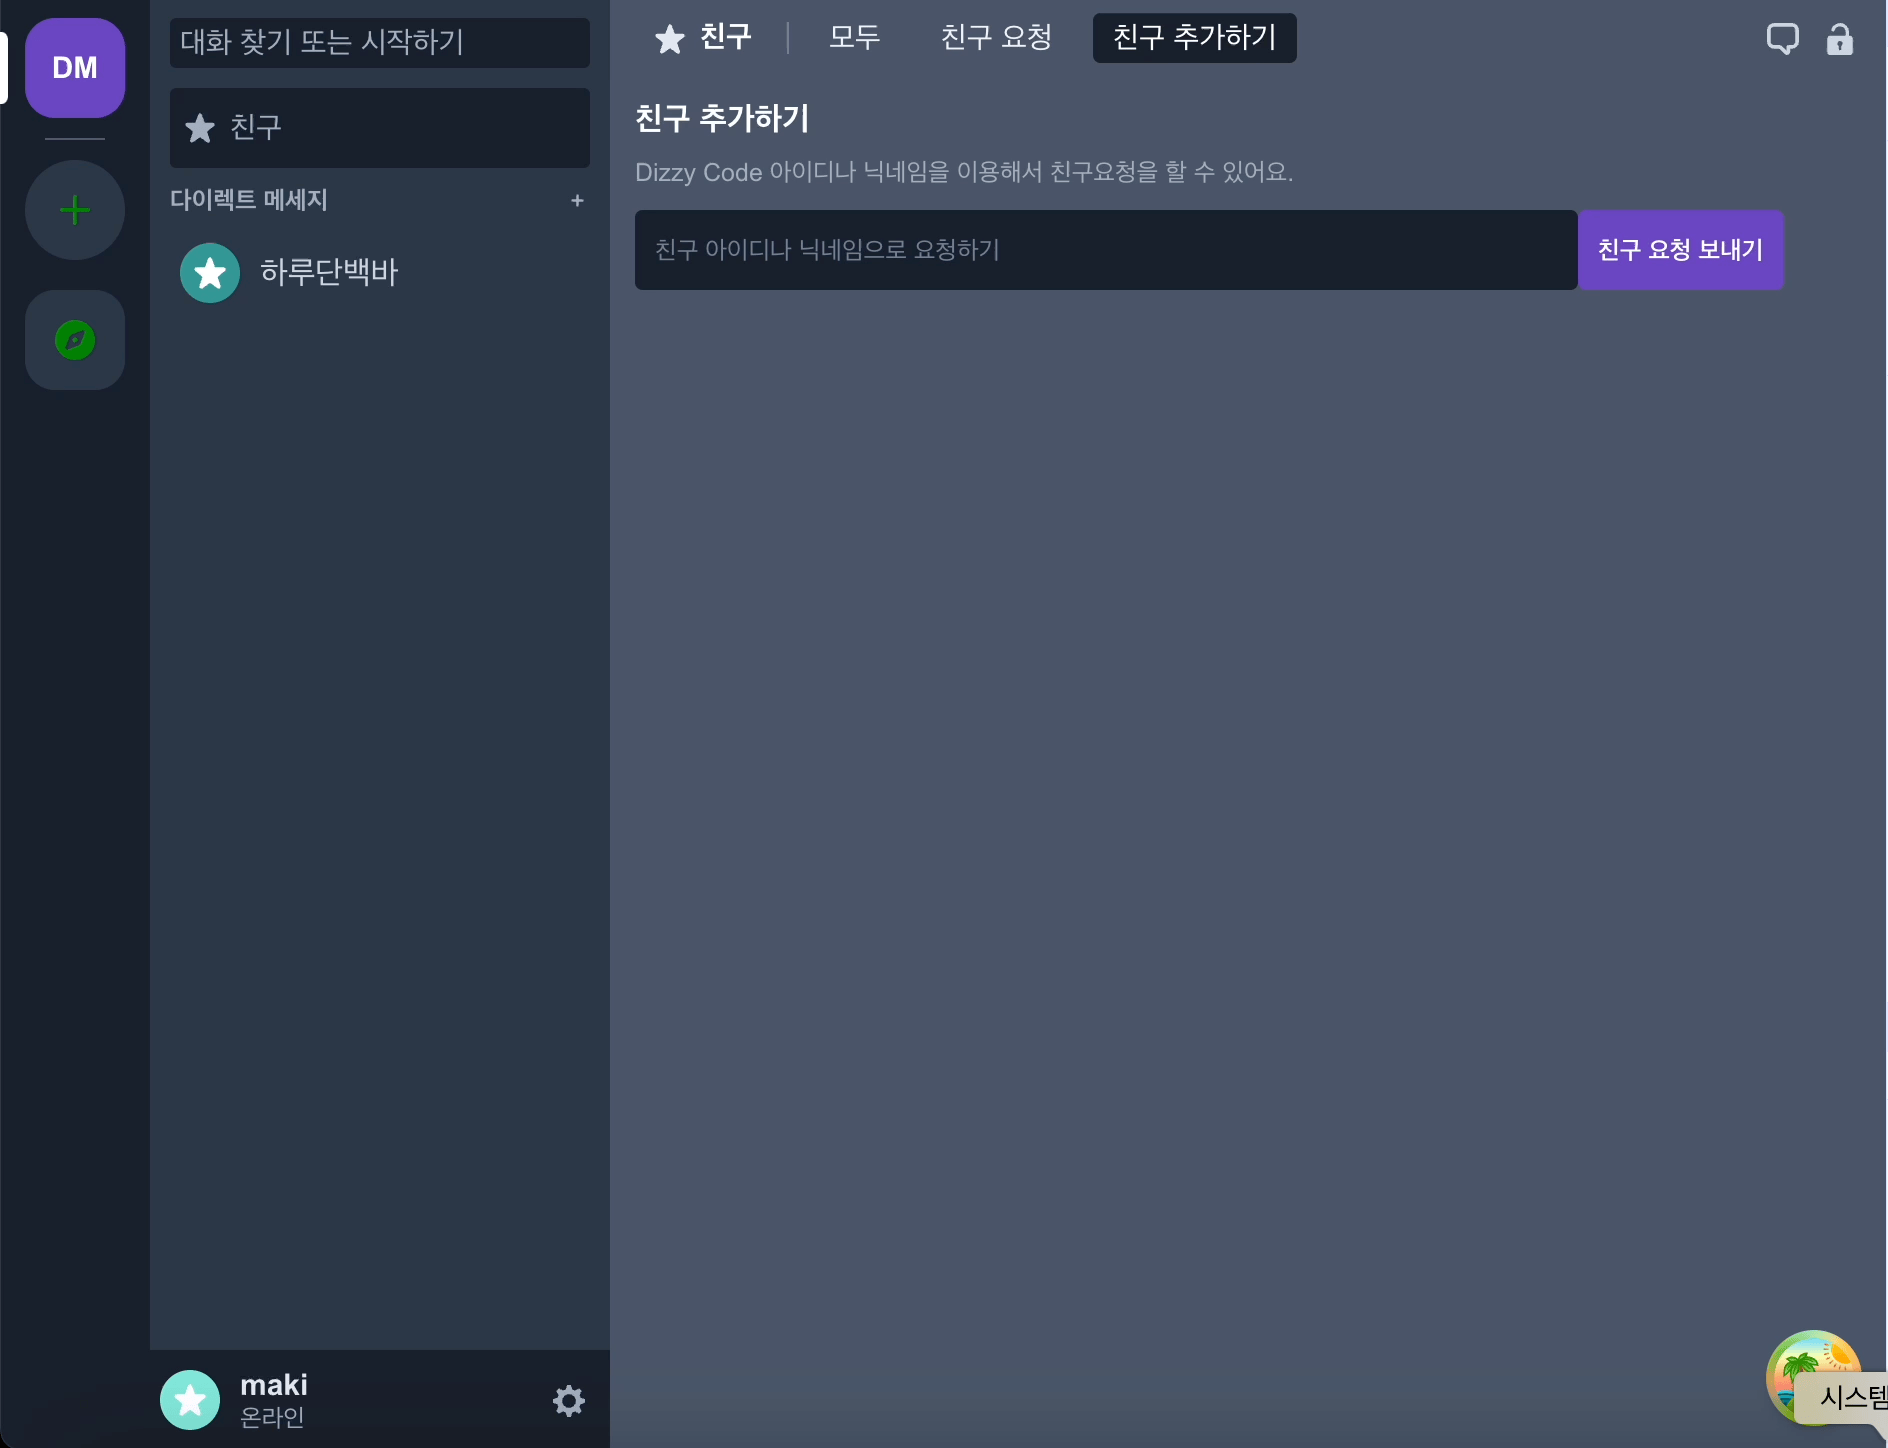 DM
대화 찾기 또는 시작하기
친구
다이렉트 메세지 +
하루단백바
maki
온라인
친구 모두 친구 요청 친구 추가하기
친구 추가하기
Dizzy Code 아이디나 닉네임을 이용해서 친구요청을 할 수 있어요.
친구 아이디나 닉네임으로 요청하기 친구 요청 보내기
시스템